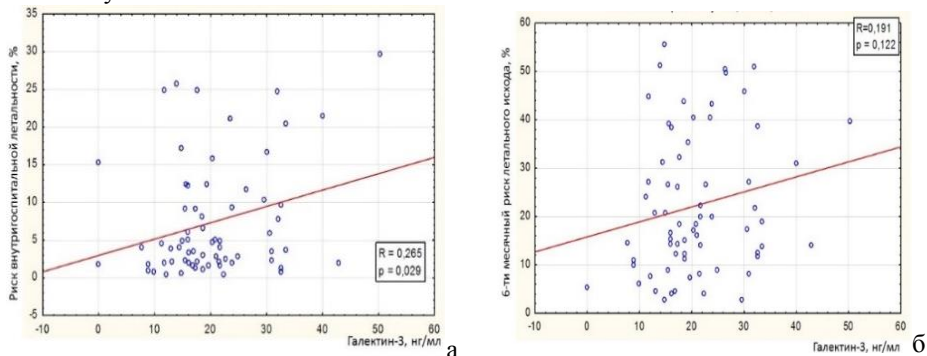 Риск внутригоспитальной летальности, %
35
30
25
20
15
10
5
0
-5
-10 0 10 20 30 40 50 60
Галектин-3, нг/мл
R = 0,265
p = 0,029
а
6-ти месячный риск летального исхода, %
60
50
40
30
20
10
0
-10 0 10 20 30 40 50 60
Галектин-3, нг/мл
R=0,191
p = 0,122
б